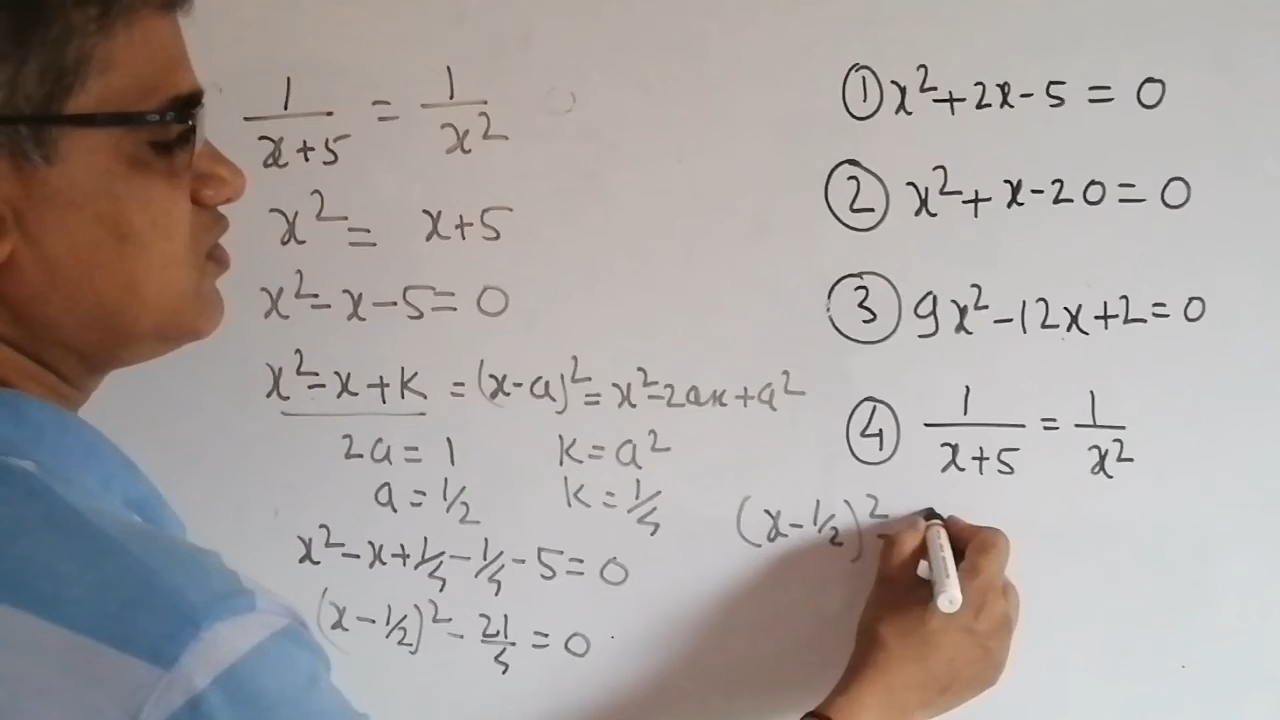 1/(x+5) = 1/x²
x² = x+5
x²-x-5=0
x²-x+k = (x-a)² = x²-2ax+a²
2a=1 k=a²
a=1/2 k=1/4
x²-x+1/4-1/4-5=0
(x-1/2)²-21/4=0
① x²+2x-5=0
② x²+x-20=0
③ 9x²-12x+2=0
④ 1/(x+5) = 1/x²
(x-1/2)²